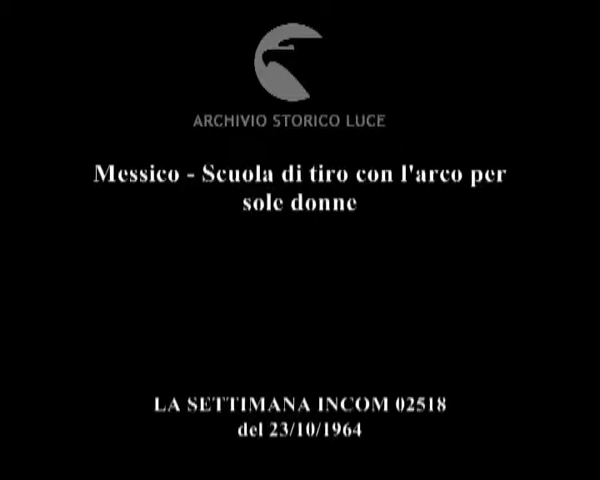 ARCHIVIO STORICO LUCE
Messico - Scuola di tiro con l'arco per
sole donne
LA SETTIMANA INCOM 02518
del 23/10/1964